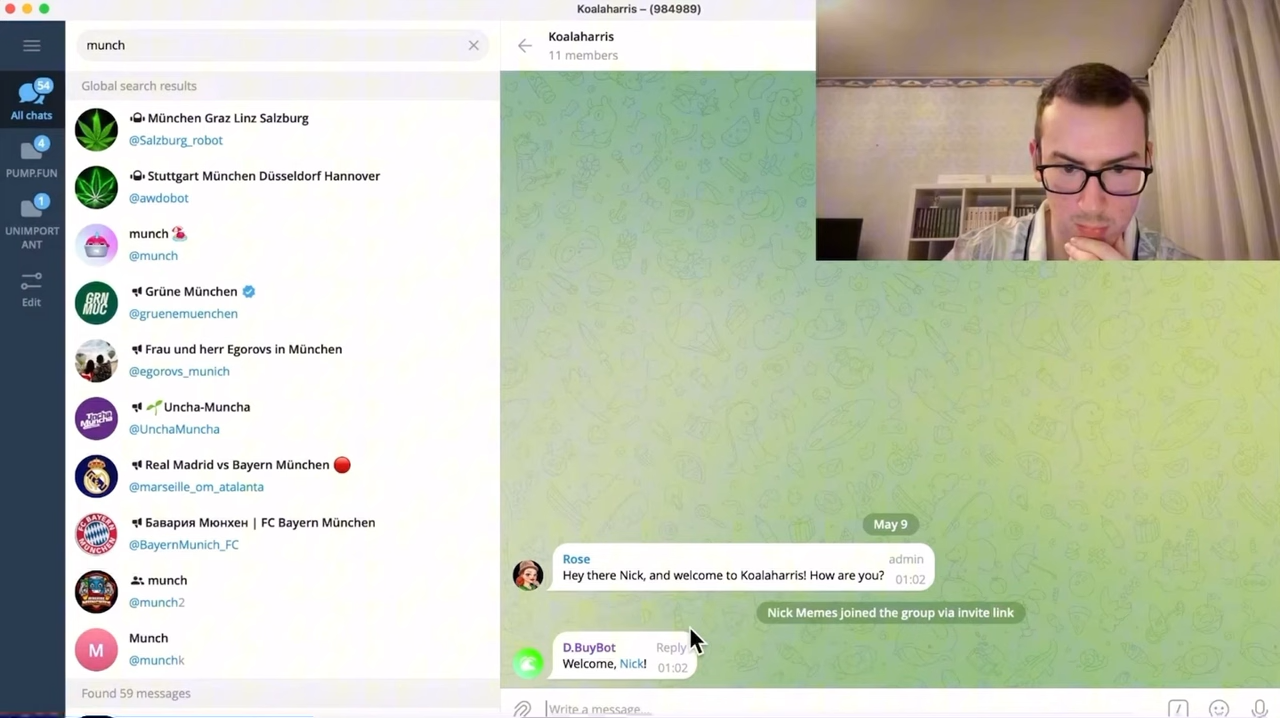 Koalaharris – (984989)
munch
Koalaharris
11 members
54
All chats
4
PUMP.FUN
1
UNIMPORT
ANT
Edit
Global search results
München Graz Linz Salzburg
@Salzburg_robot
Stuttgart München Düsseldorf Hannover
@awdobot
munch
@munch
GRN
MUC
Grüne München
@gruenemuenchen
Frau und herr Egorovs in München
@egorovs_munich
Uncha-Muncha
@UnchaMuncha
Real Madrid vs Bayern München
@marseille_om_atalanta
Бавария Мюнхен | FC Bayern München
@BayernMunich_FC
munch
@munch2
M
Munch
@munchk
Found 59 messages
May 9
Rose admin
Hey there Nick, and welcome to Koalaharris! How are you? 01:02
Nick Memes joined the group via invite link
D.BuyBot Reply
Welcome, Nick! 01:02
Write a message...